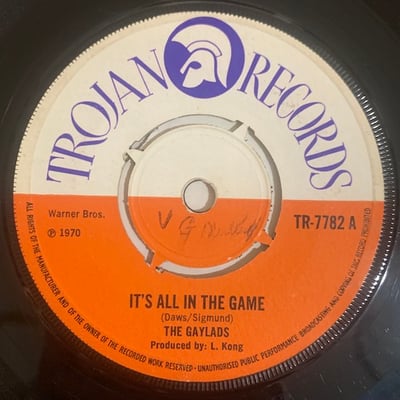 TROJAN RECORDS
Warner Bros.
℗ 1970
TR-7782 A
V G
IT'S ALL IN THE GAME
(Daws/Sigmund)
THE GAYLADS
Produced by: L. Kong
ALL RIGHTS OF THE MANUFACTURER AND OF THE OWNER OF THE RECORDED WORK RESERVED-UNAUTHORISED PUBLIC PERFORMANCE BROADCASTING AND COPYING OF THIS RECORD PROHIBITED